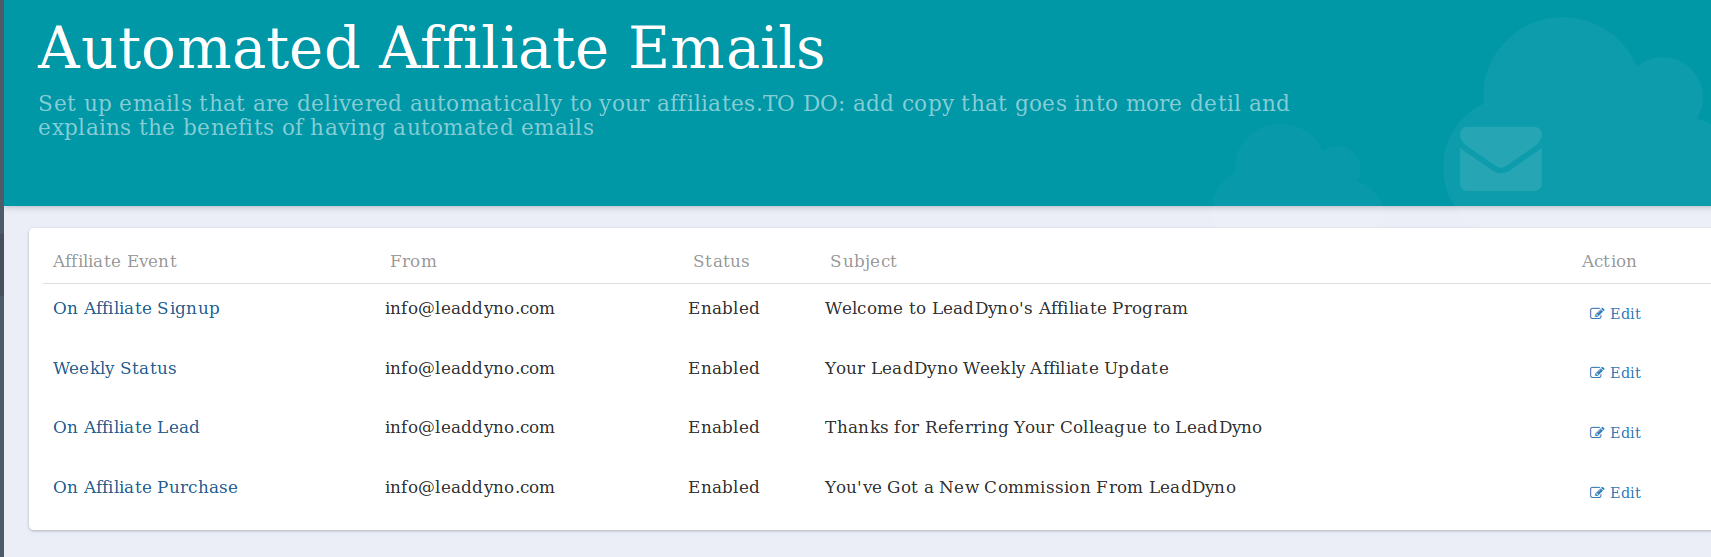 Automated Affiliate Emails
Set up emails that are delivered automatically to your affiliates.TO DO: add copy that goes into more detil and
explains the benefits of having automated emails
Affiliate Event From Status Subject Action
On Affiliate Signup info@leaddyno.com Enabled Welcome to LeadDyno's Affiliate Program Edit
Weekly Status info@leaddyno.com Enabled Your LeadDyno Weekly Affiliate Update Edit
On Affiliate Lead info@leaddyno.com Enabled Thanks for Referring Your Colleague to LeadDyno Edit
On Affiliate Purchase info@leaddyno.com Enabled You've Got a New Commission From LeadDyno Edit